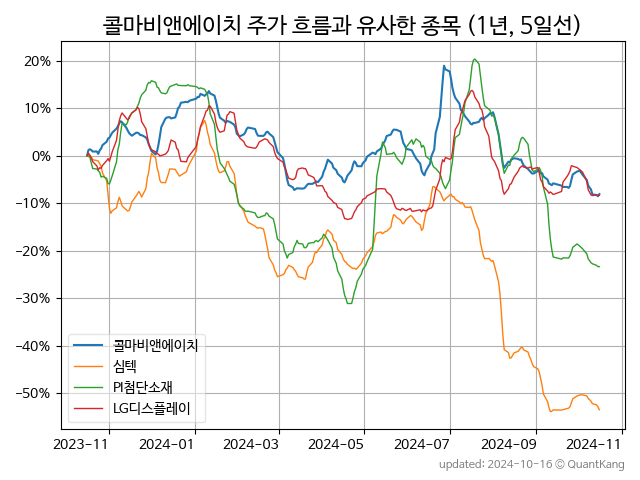 콜마비앤에이치 주가 흐름과 유사한 종목 (1년, 5일선)
20%
10%
0%
−10%
−20%
−30%
−40%
−50%
콜마비앤에이치
심텍
PI첨단소재
LG디스플레이
2023-11 2024-01 2024-03 2024-05 2024-07 2024-09 2024-11
updated: 2024-10-16 © QuantKang